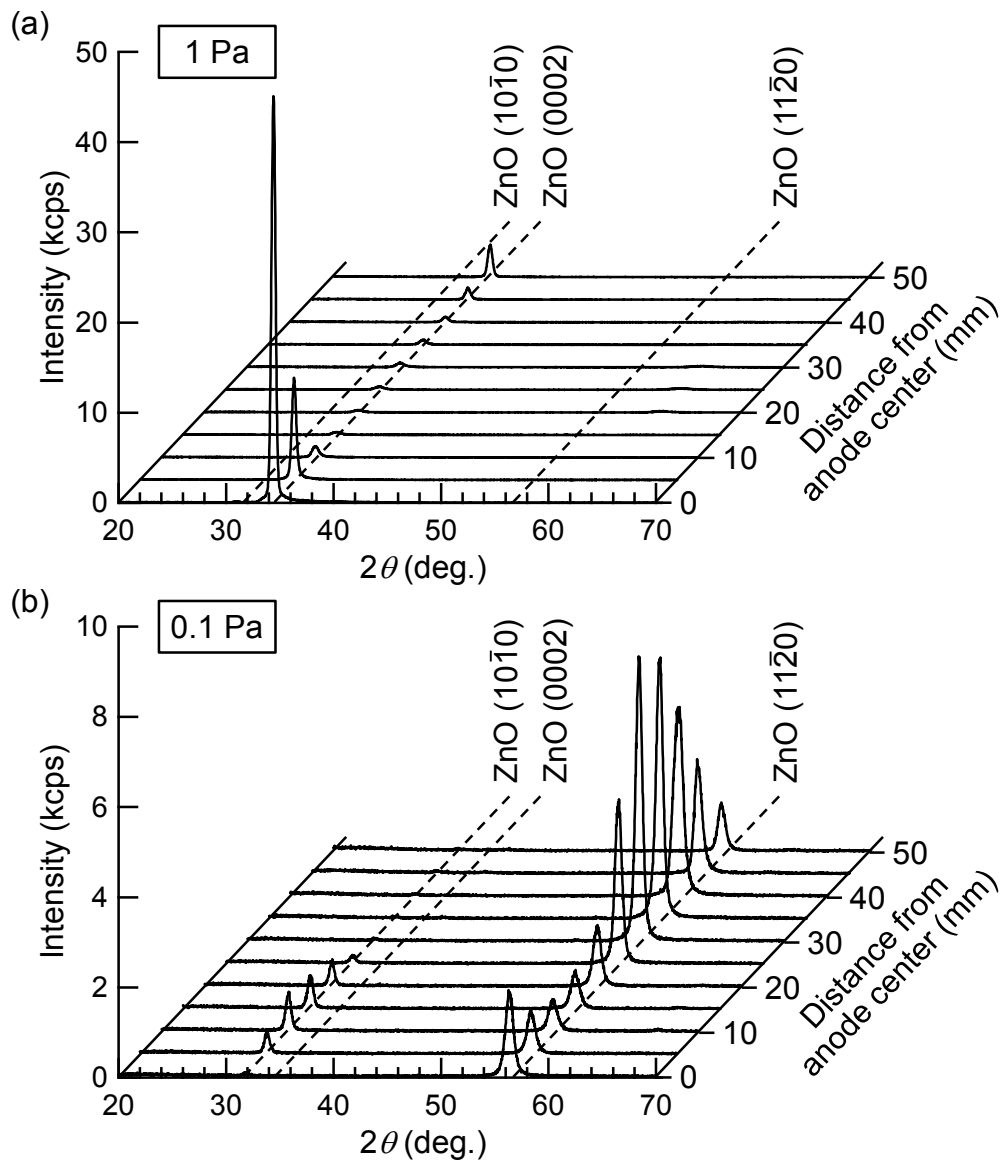 (a)
1 Pa
50
40
30
20
10
0
Intensity (kcps)
ZnO (101̄0)
ZnO (0002)
ZnO (112̄0)
50
40
30
20
10
0
Distance from
anode center (mm)
20
30
40
50
60
70
2θ (deg.)
(b)
0.1 Pa
10
8
6
4
2
0
Intensity (kcps)
ZnO (101̄0)
ZnO (0002)
ZnO (112̄0)
50
40
30
20
10
0
Distance from
anode center (mm)
20
30
40
50
60
70
2θ (deg.)